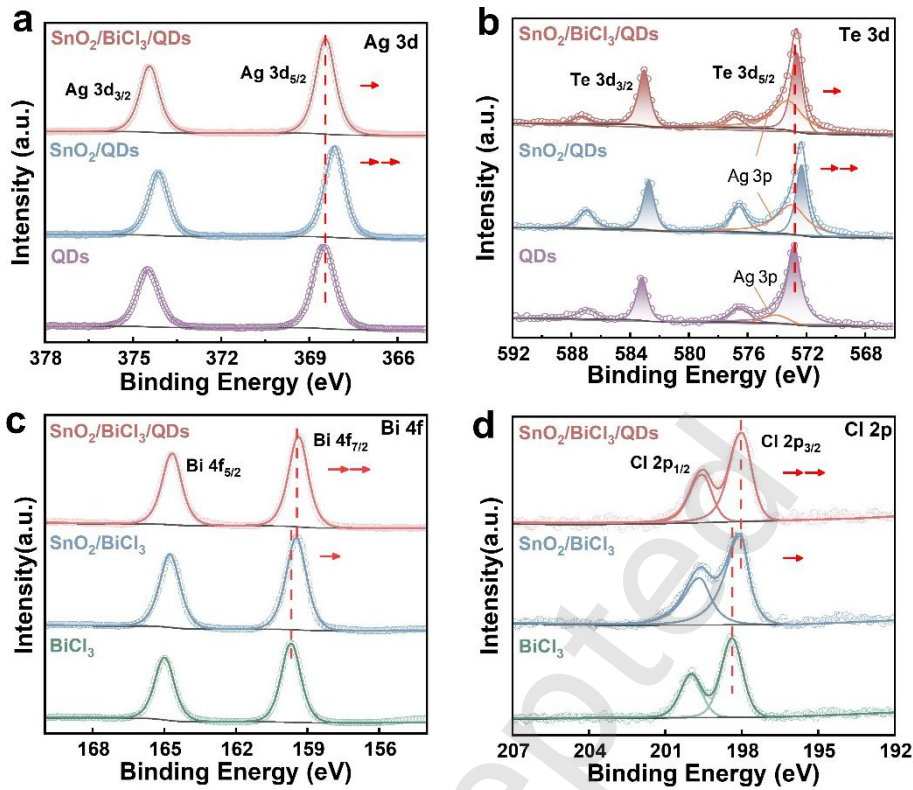 a
SnO₂/BiCl₃/QDs
Ag 3d
Ag 3d₃/₂
Ag 3d₅/₂
SnO₂/QDs
QDs
Intensity (a.u.)
378 375 372 369 366
Binding Energy (eV)
b
SnO₂/BiCl₃/QDs
Te 3d
Te 3d₃/₂
Te 3d₅/₂
SnO₂/QDs
Ag 3p
QDs
Ag 3p
Intensity (a.u.)
592 588 584 580 576 572 568
Binding Energy (eV)
c
SnO₂/BiCl₃/QDs
Bi 4f
Bi 4f₅/₂
Bi 4f₇/₂
SnO₂/BiCl₃
BiCl₃
Intensity(a.u.)
168 165 162 159 156
Binding Energy (eV)
d
SnO₂/BiCl₃/QDs
Cl 2p
Cl 2p₁/₂
Cl 2p₃/₂
SnO₂/BiCl₃
BiCl₃
Intensity(a.u.)
207 204 201 198 195 192
Binding Energy (eV)
epted